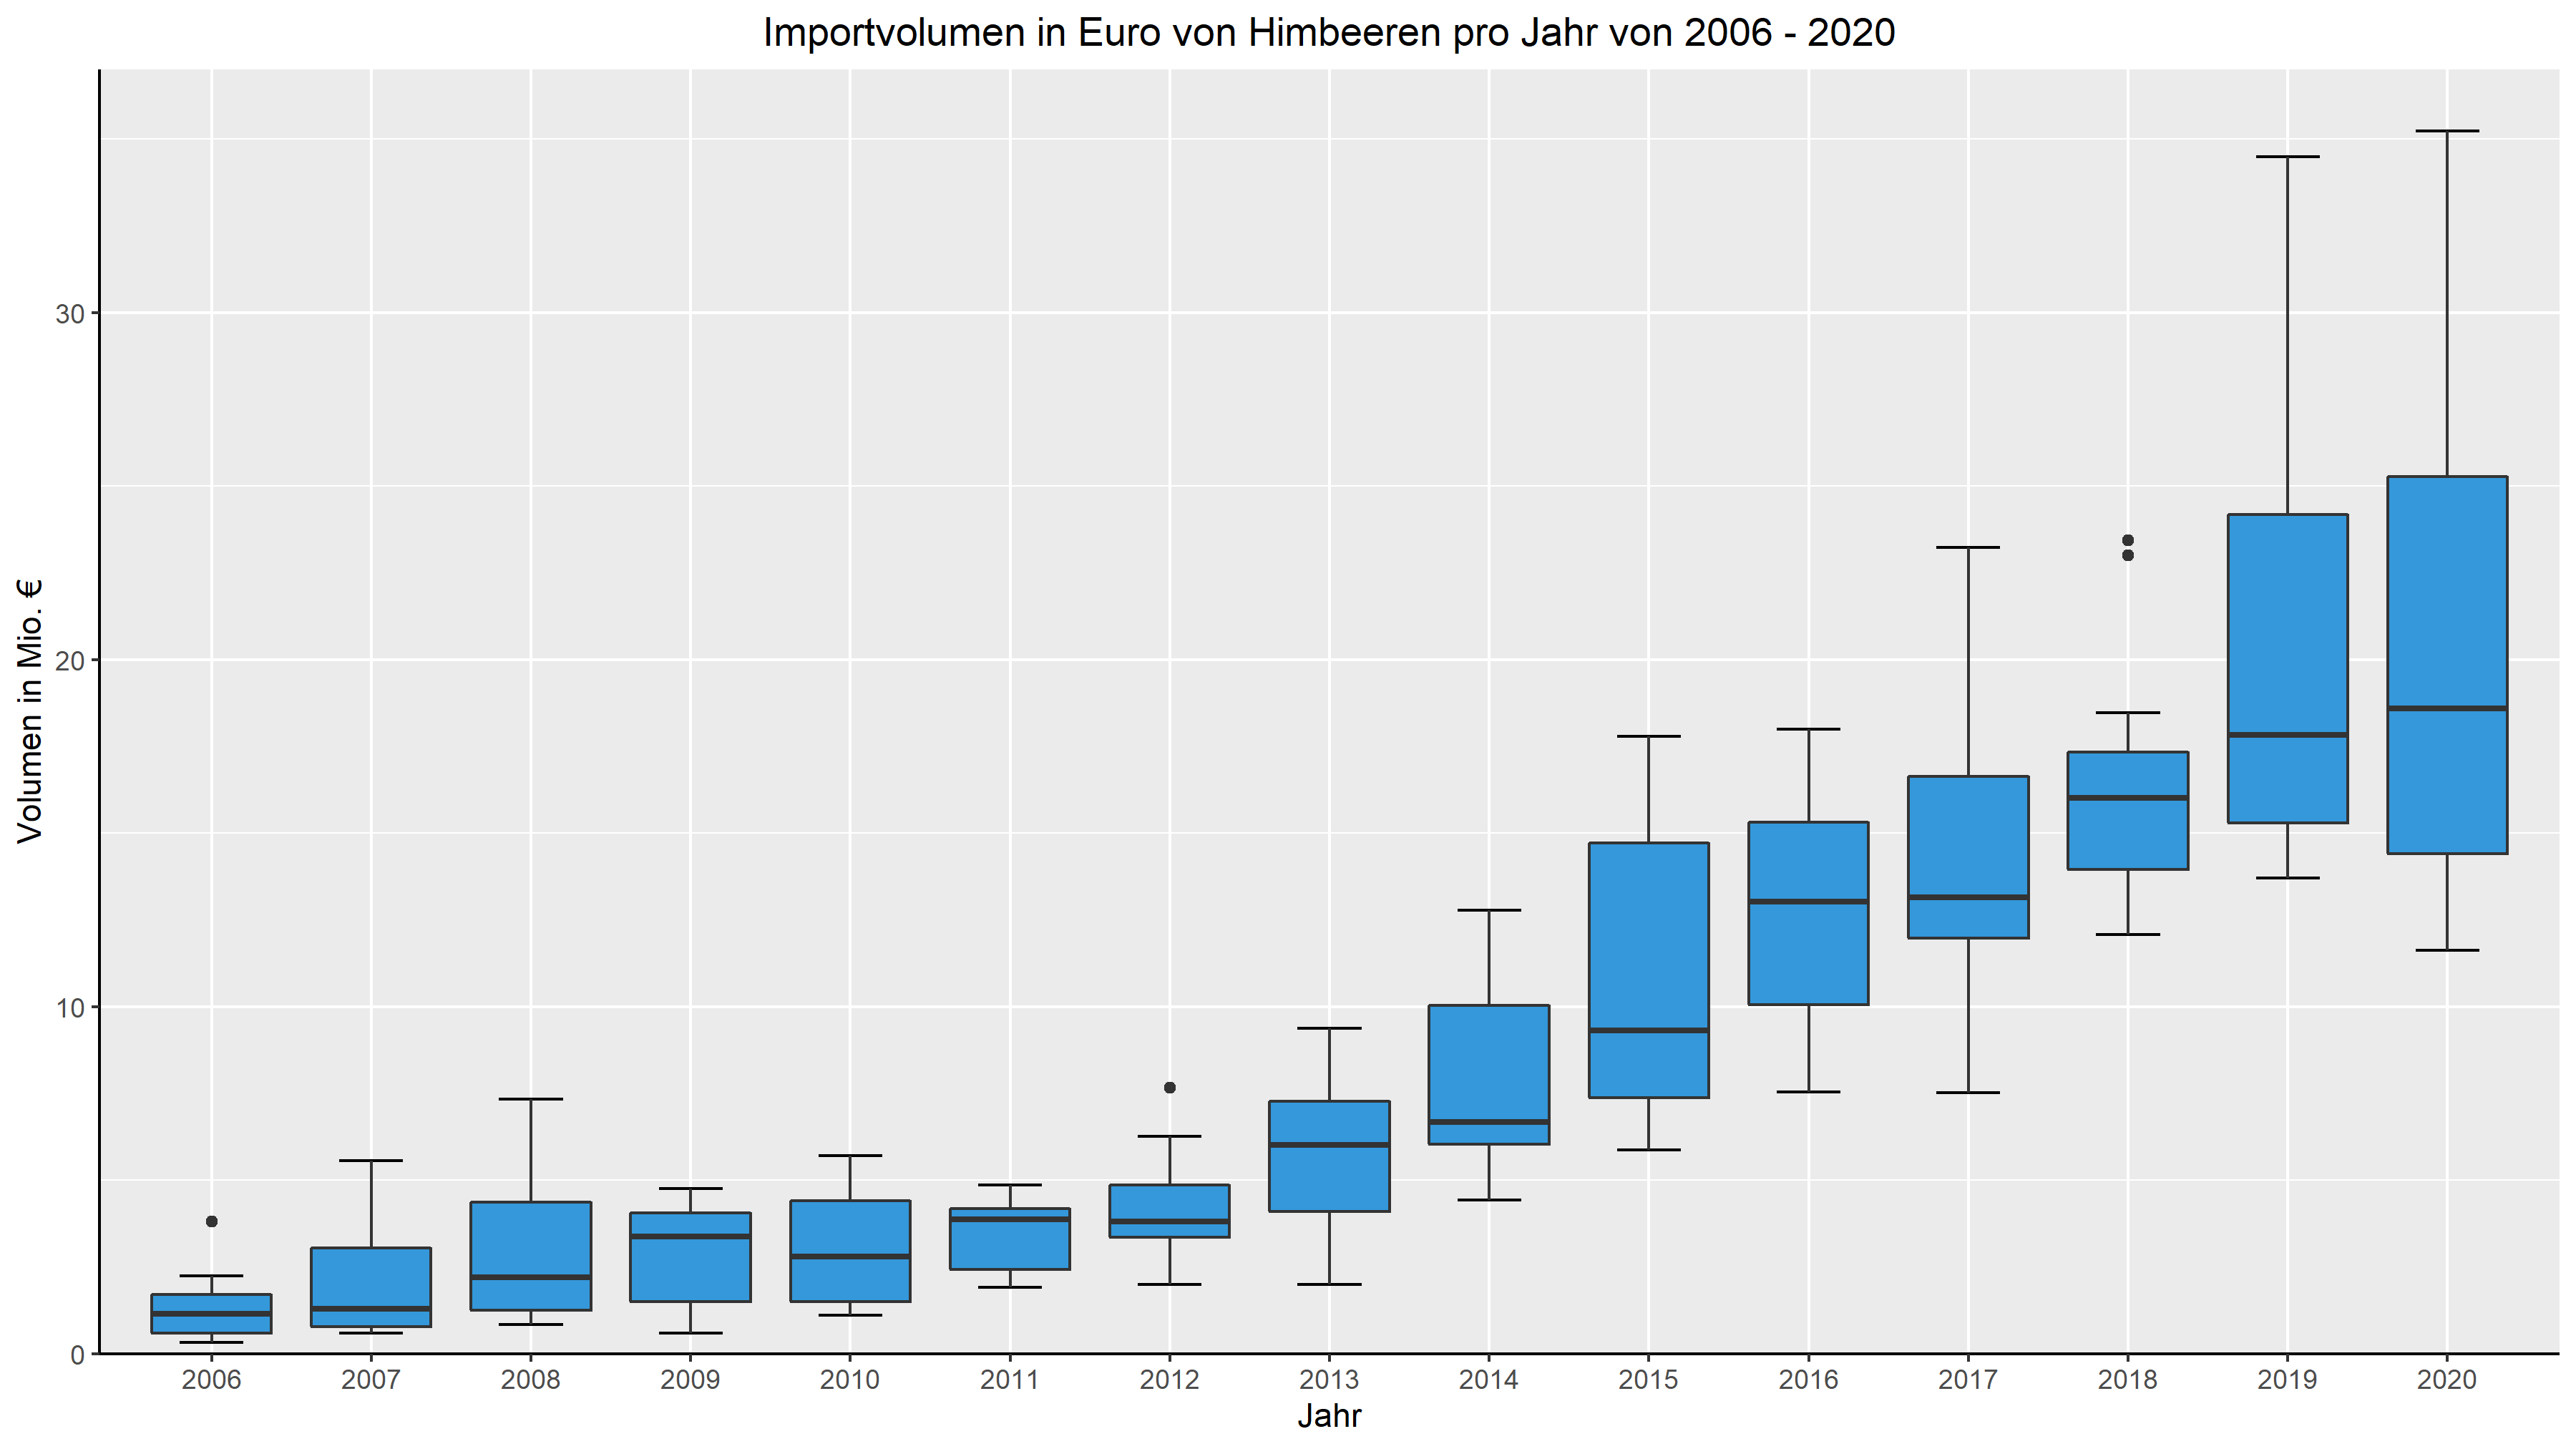 Importvolumen in Euro von Himbeeren pro Jahr von 2006 - 2020
Volumen in Mio. €
30
20
10
0
2006 2007 2008 2009 2010 2011 2012 2013 2014 2015 2016 2017 2018 2019 2020
Jahr